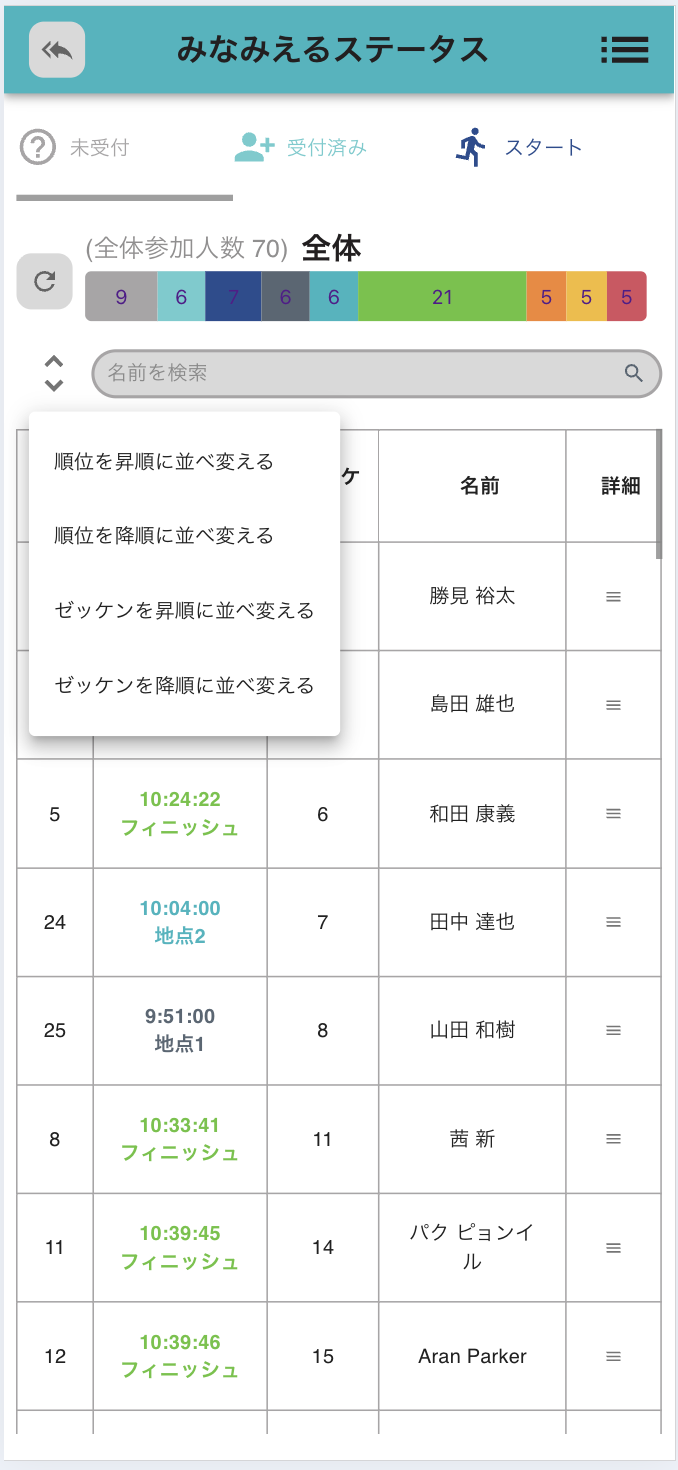 みなみえるステータス
未受付
受付済み
スタート
(全体参加人数 70) 全体
9 6 7 6 6 21 5 5 5
名前を検索
順位を昇順に並べ変える
順位を降順に並べ変える
ゼッケンを昇順に並べ変える
ゼッケンを降順に並べ変える
ケ 名前 詳細
勝見 裕太
島田 雄也
5 10:24:22 フィニッシュ 6 和田 康義
24 10:04:00 地点2 7 田中 達也
25 9:51:00 地点1 8 山田 和樹
8 10:33:41 フィニッシュ 11 茜 新
11 10:39:45 フィニッシュ 14 パク ピョンイル
12 10:39:46 フィニッシュ 15 Aran Parker